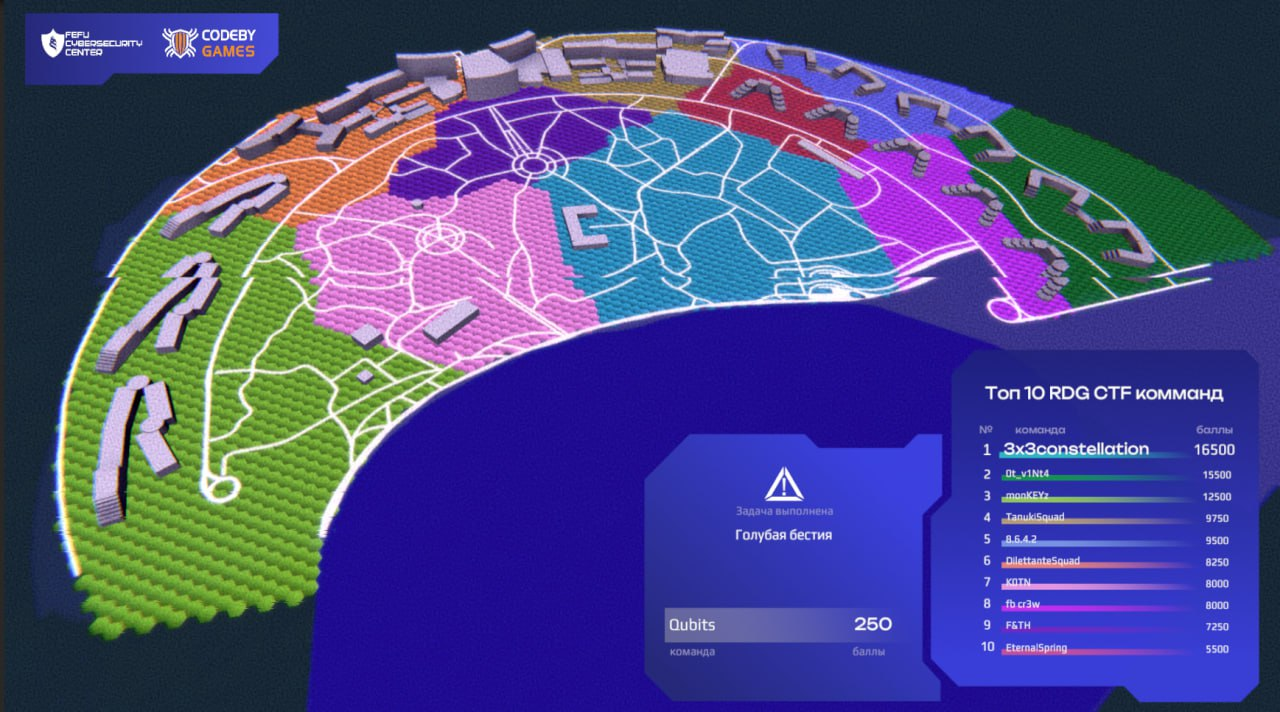 FEFU
CYBERSECURITY
CENTER
CODEBY
GAMES
Топ 10 RDG CTF комманд
№ команда баллы
1 3x3constellation 16500
2 0t_v1Nt4 15500
3 monKEYz 12500
4 TanukiSquad 9750
5 8.6.4.2 9500
6 DilettanteSquad 8250
7 K0TN 8000
8 fb cr3w 8000
9 F&TH 7250
10 EternalSpring 5500
Задача выполнена
Голубая бестия
Qubits 250
команда баллы